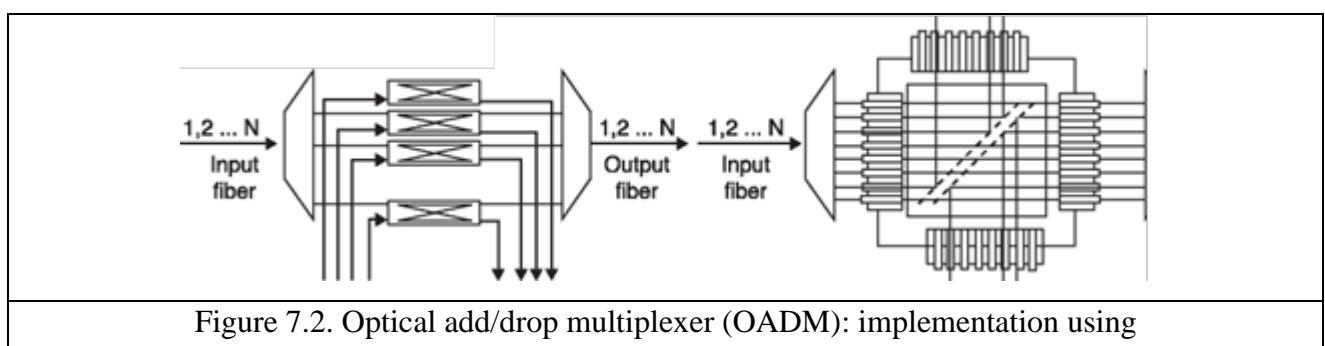 1,2 ... N
Input
fiber
1,2 ... N
Output
fiber
1,2 ... N
Input
fiber
Figure 7.2. Optical add/drop multiplexer (OADM): implementation using